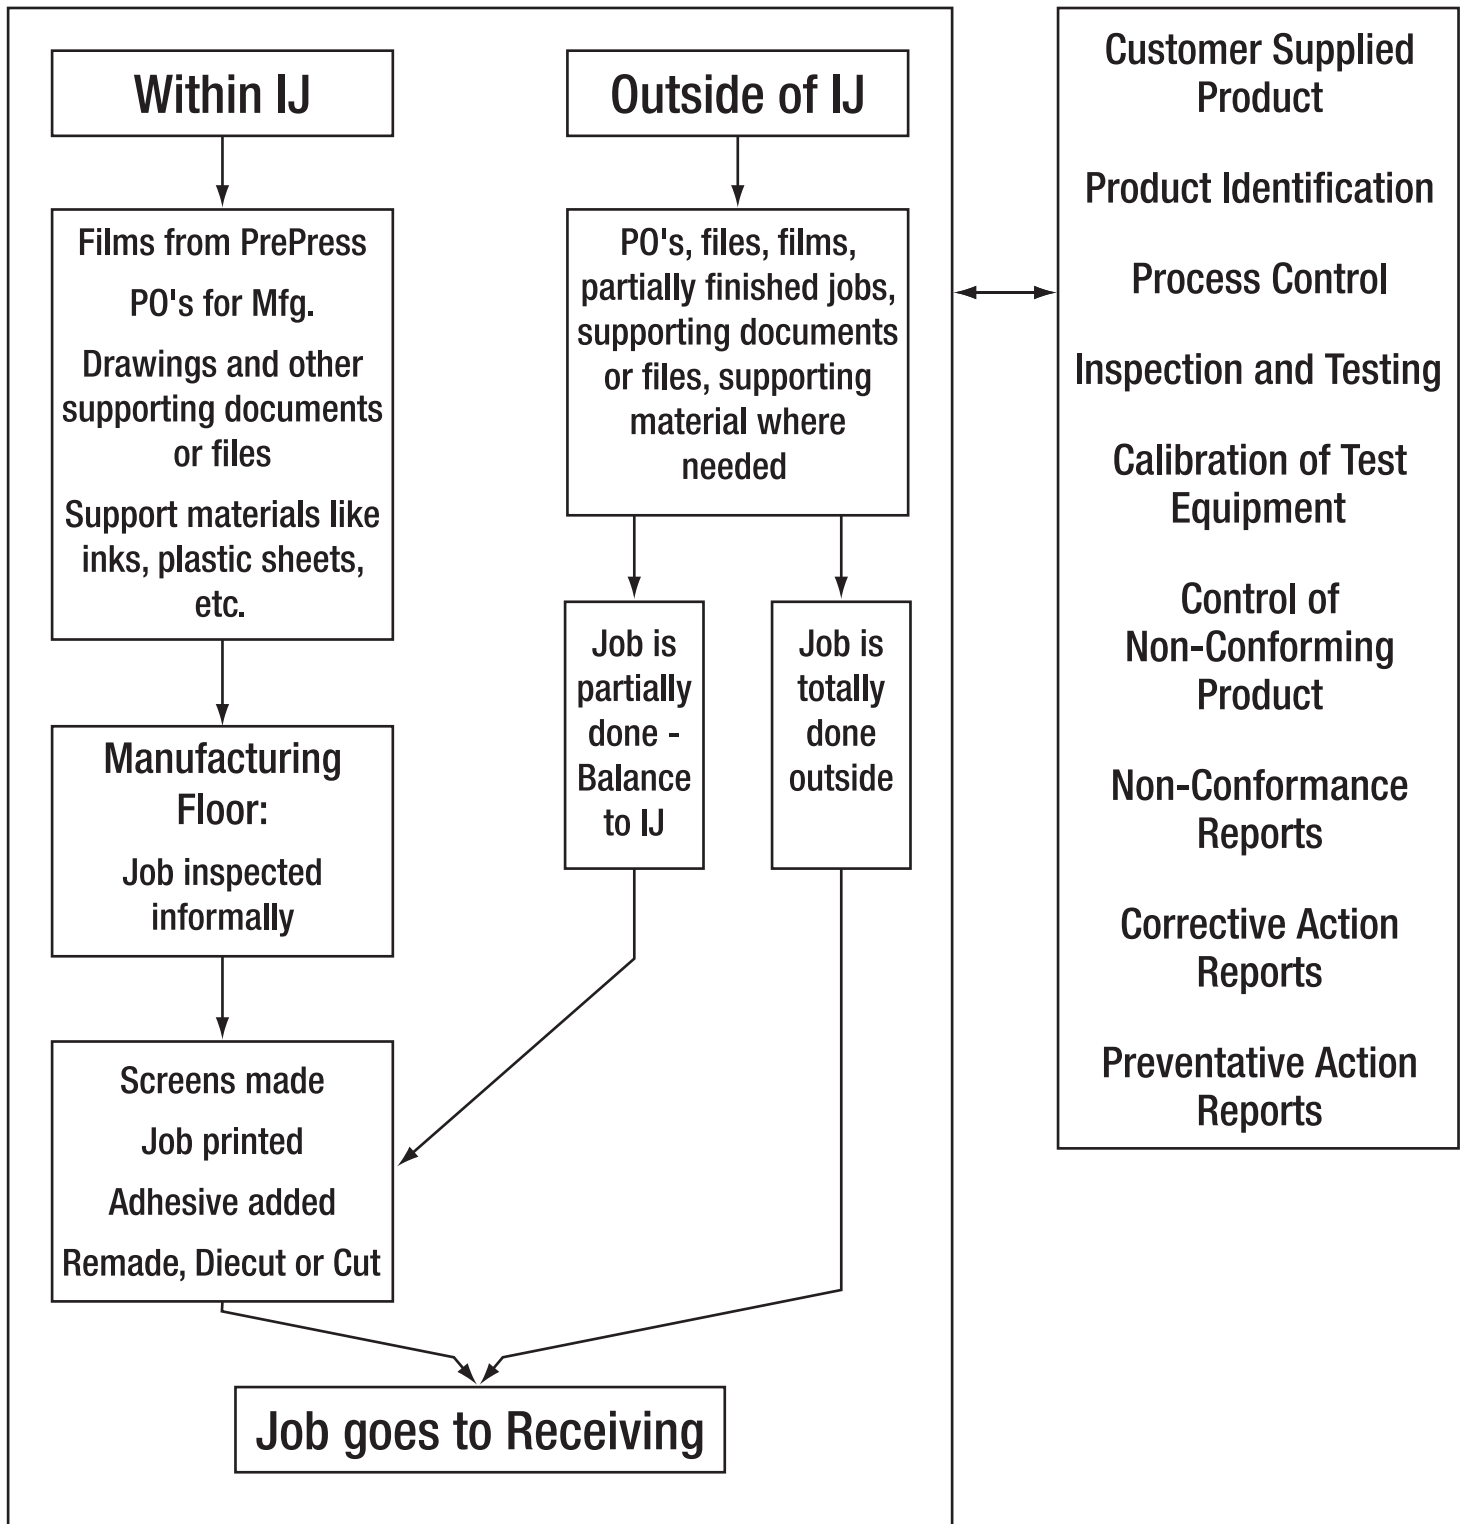 Within IJ
Films from PrePress
PO's for Mfg.
Drawings and other
supporting documents
or files
Support materials like
inks, plastic sheets,
etc.
Manufacturing
Floor:
Job inspected
informally
Screens made
Job printed
Adhesive added
Remade, Diecut or Cut
Outside of IJ
PO's, files, films,
partially finished jobs,
supporting documents
or files, supporting
material where
needed
Job is
partially
done -
Balance
to IJ
Job is
totally
done
outside
Job goes to Receiving
Customer Supplied
Product
Product Identification
Process Control
Inspection and Testing
Calibration of Test
Equipment
Control of
Non-Conforming
Product
Non-Conformance
Reports
Corrective Action
Reports
Preventative Action
Reports